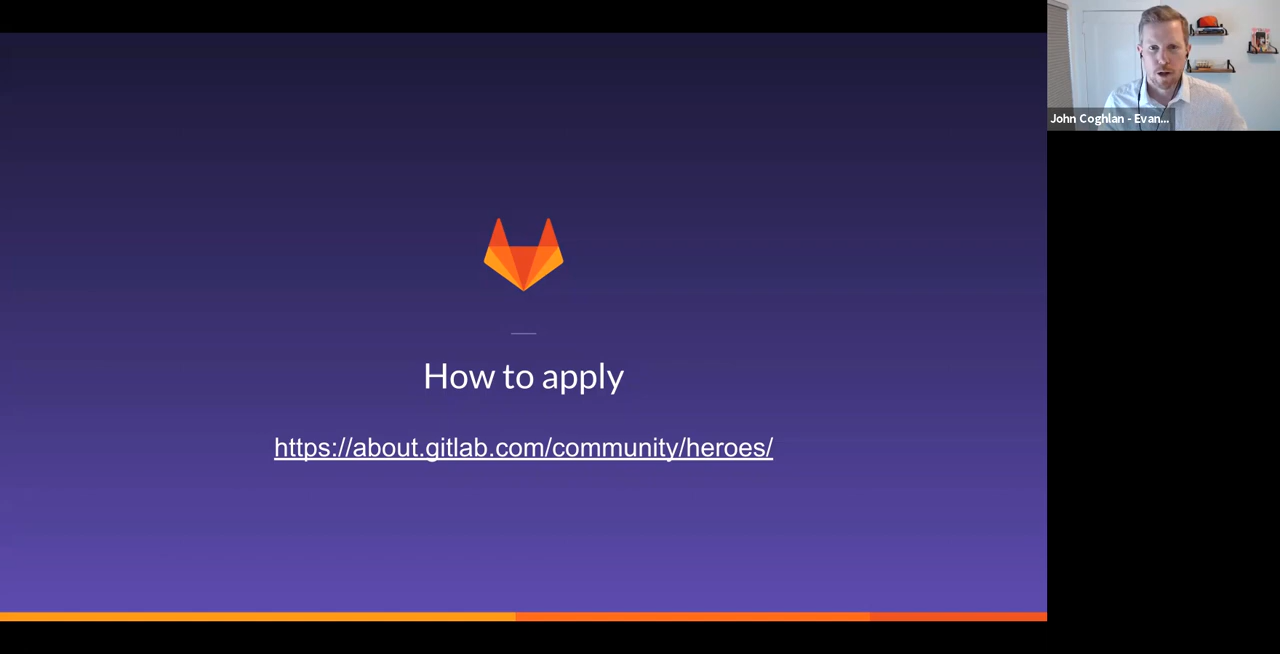 John Coghlan - Evan...
How to apply
https://about.gitlab.com/community/heroes/